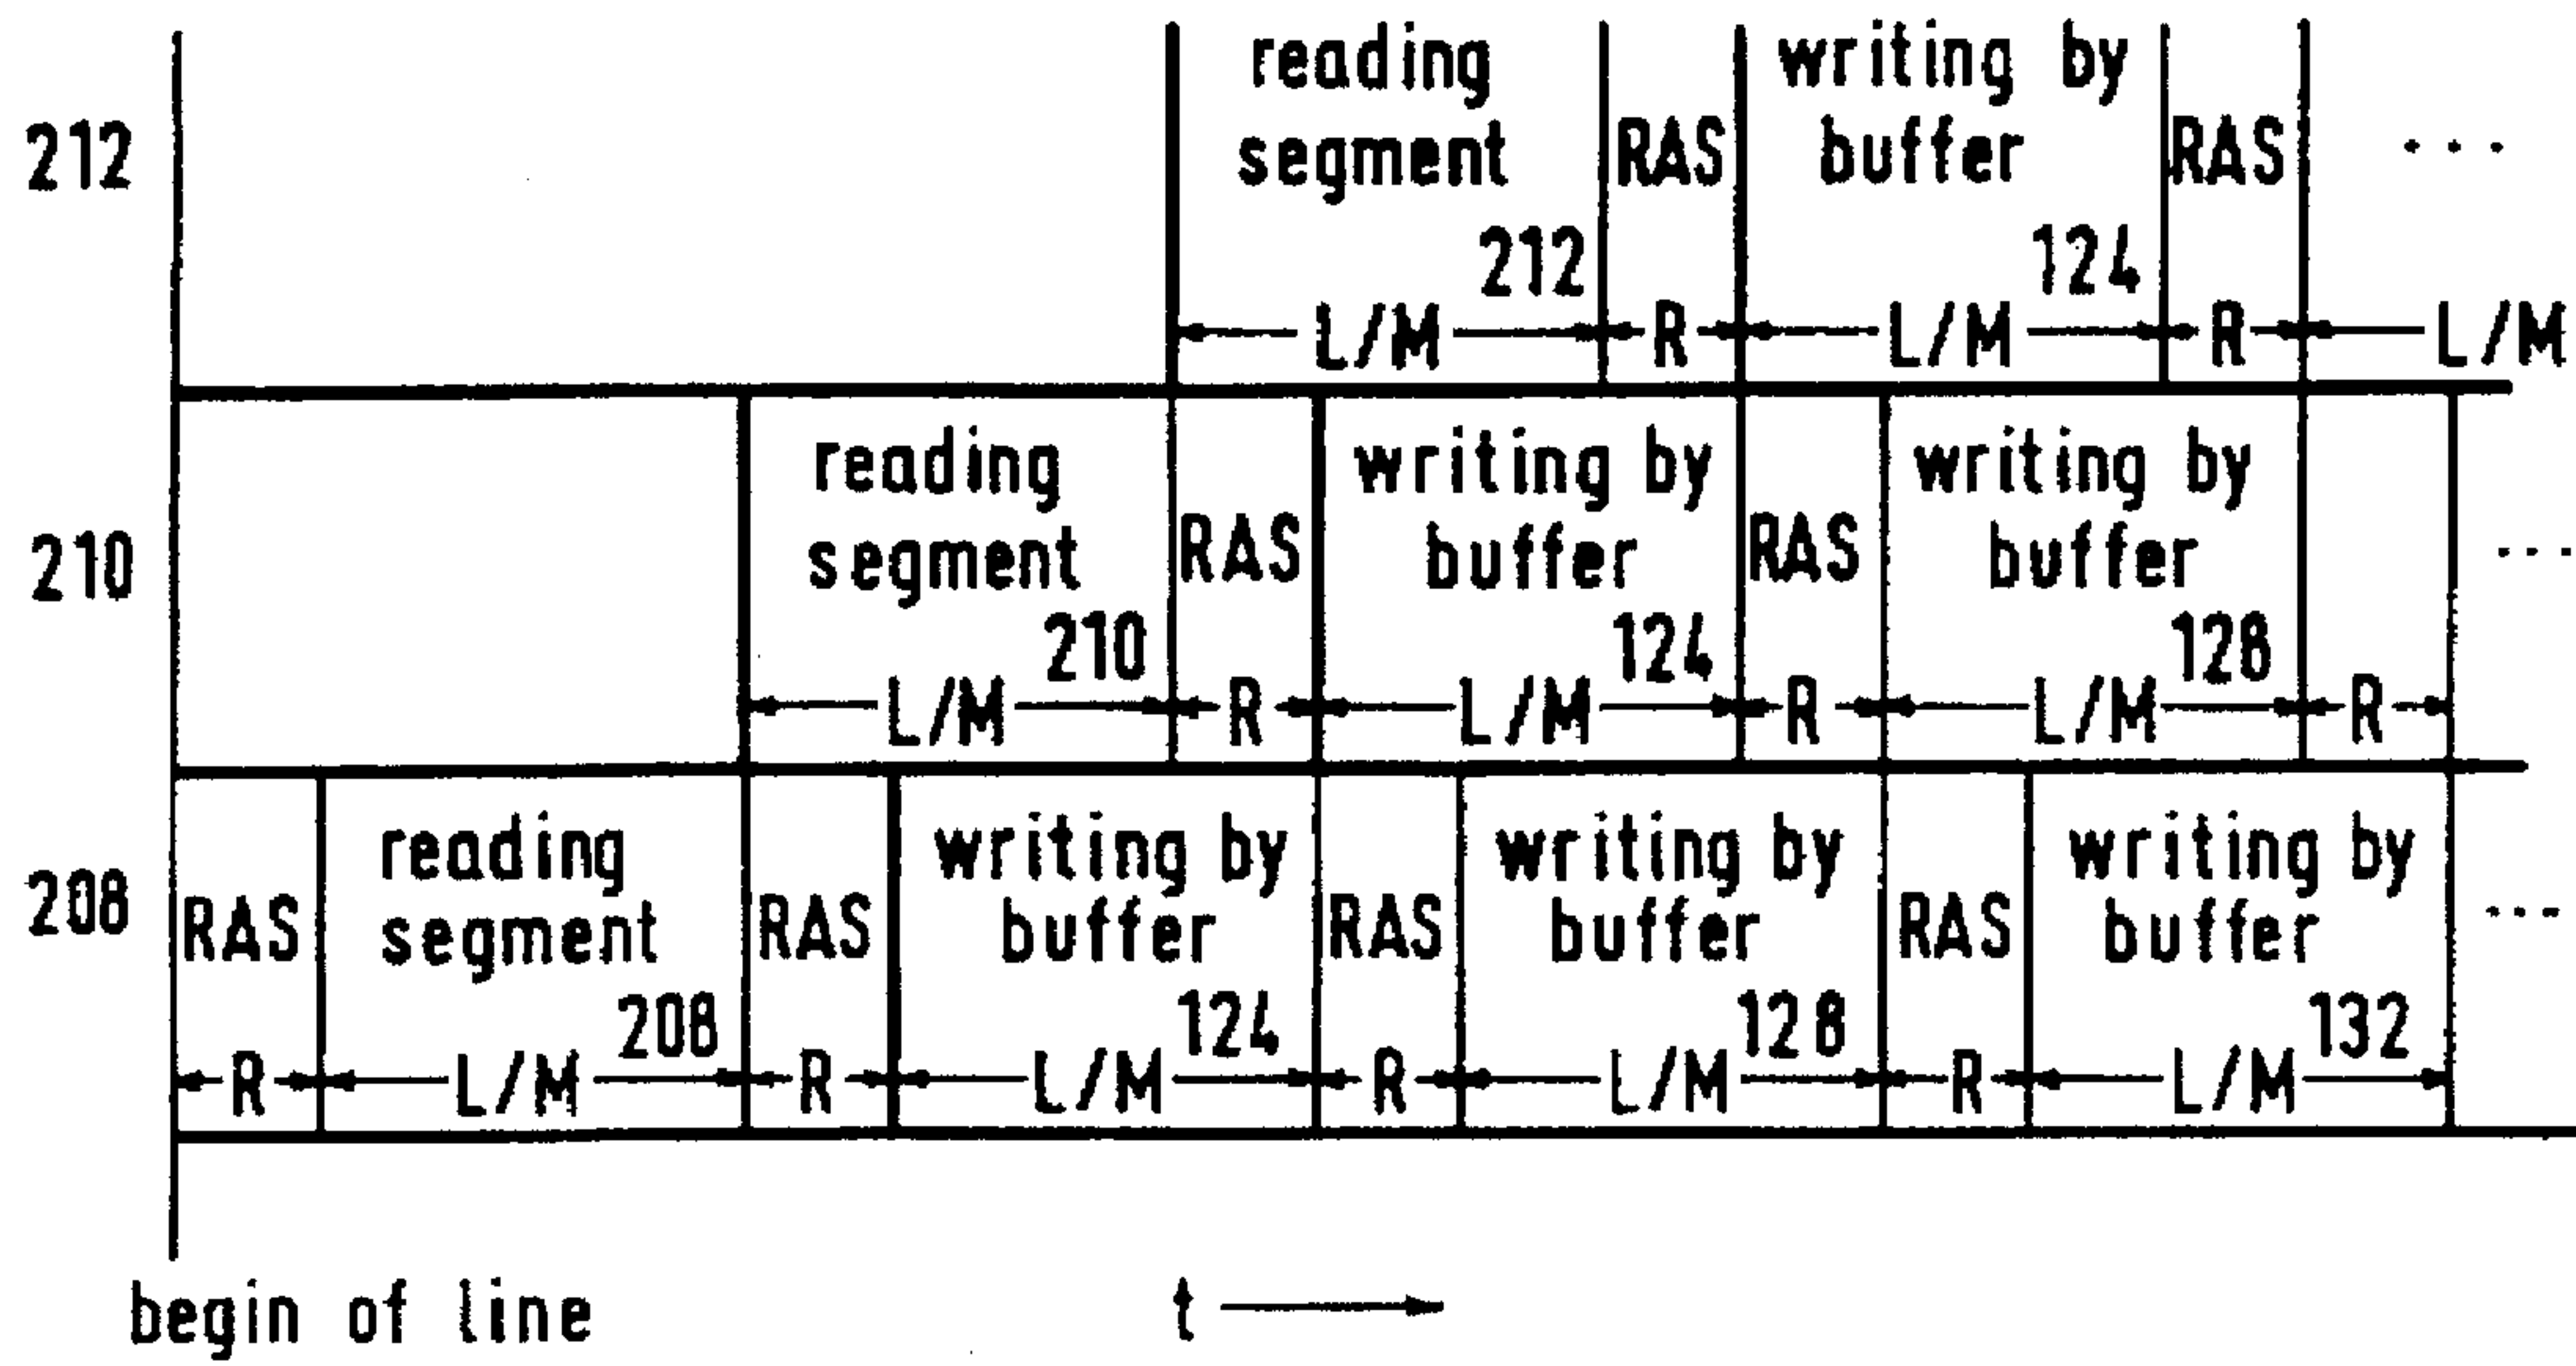 reading writing by
212 segment RAS buffer RAS ...
212 124
L/M R L/M R L/M
reading writing by writing by
210 segment RAS buffer RAS buffer ...
210 124 128
L/M R L/M R L/M R
reading writing by writing by writing by
208 RAS segment RAS buffer RAS buffer RAS buffer ...
208 124 128 132
R L/M R L/M R L/M R L/M
begin of line t